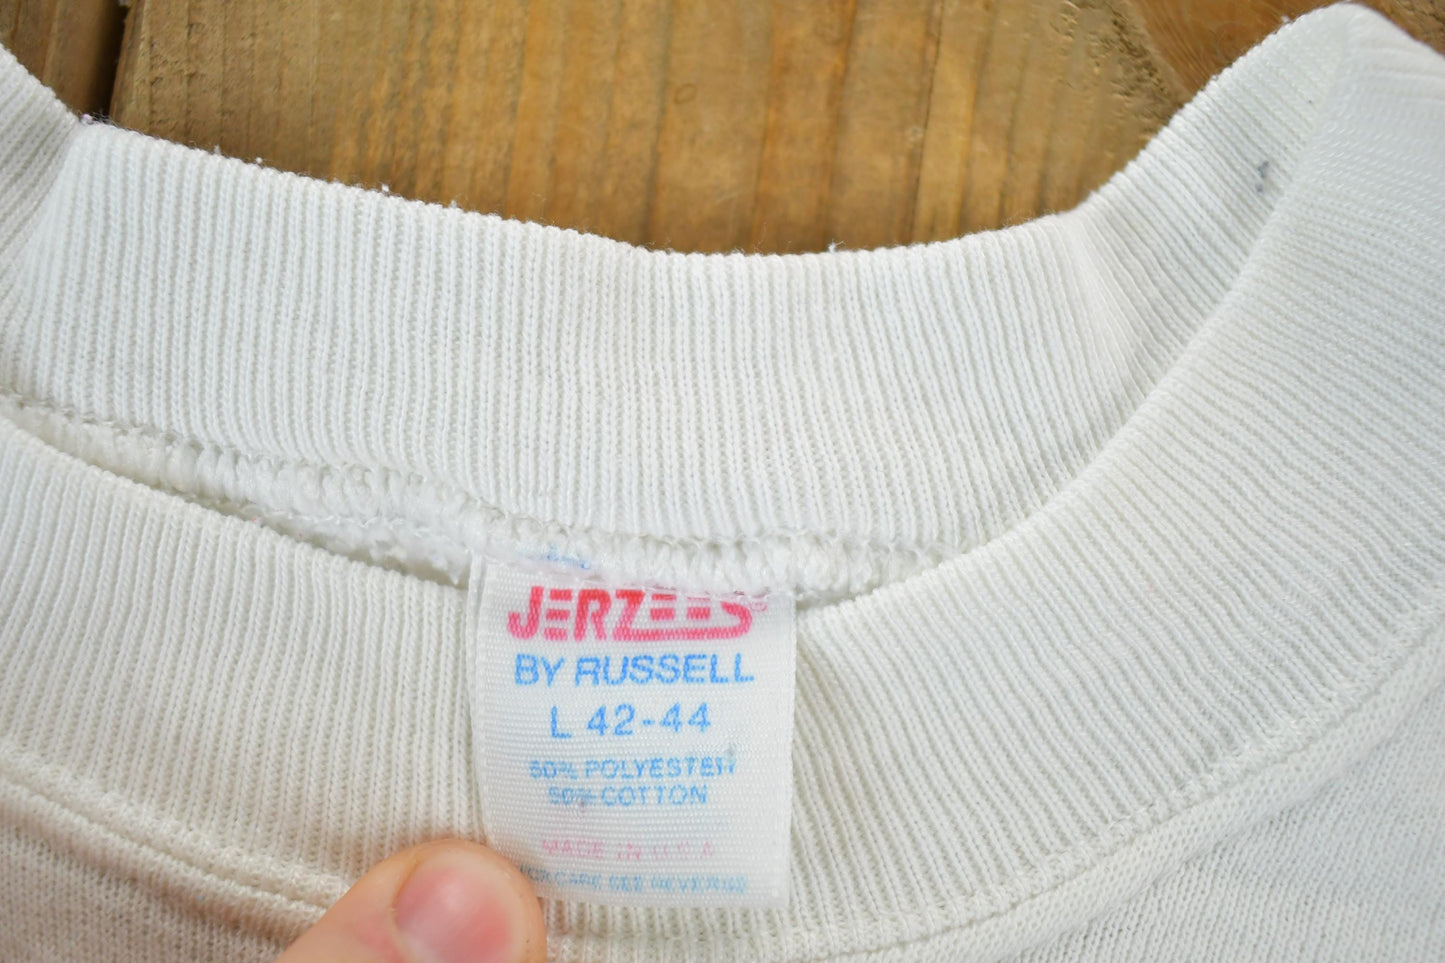 JERZEES®
BY RUSSELL
L 42-44
50% POLYESTER
50% COTTON
MADE IN U.S.A.
FOR CARE SEE REVERSE